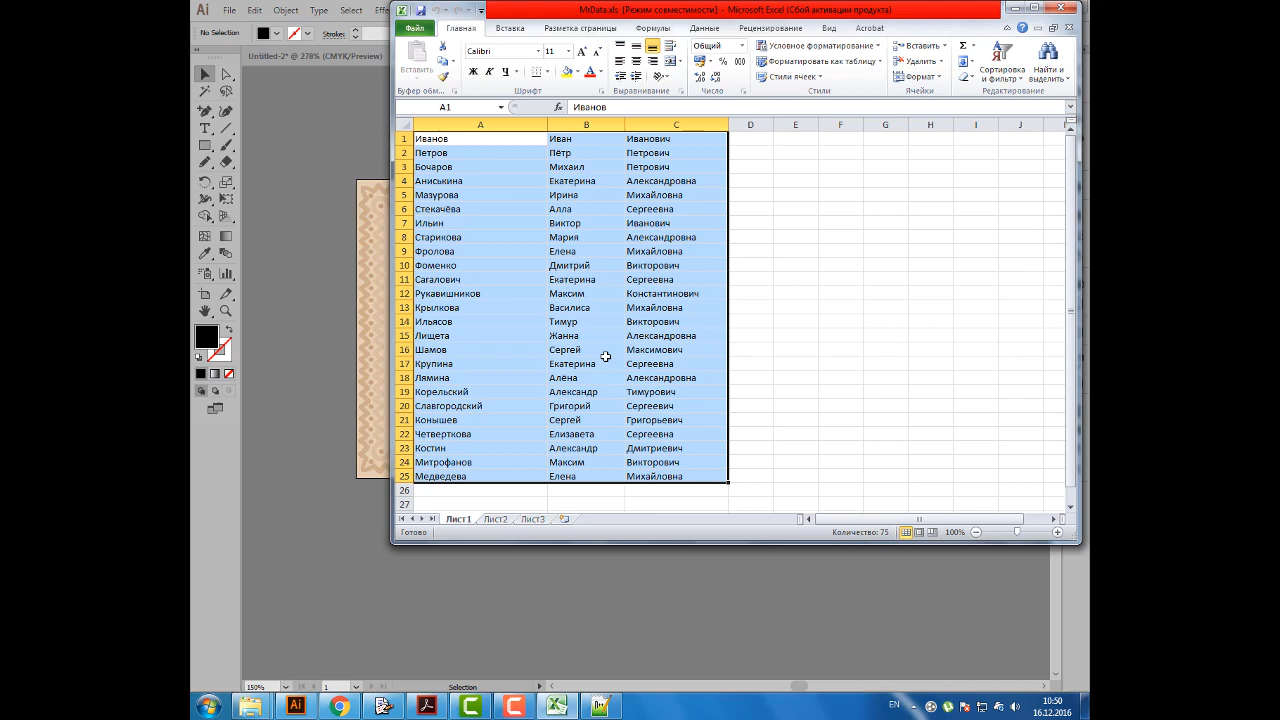 MrData.xls [Режим совместимости] - Microsoft Excel (Сбой активации продукта)
Ai File Edit Object Type Select Effe
No Selection Strokes
Untitled-2* @ 278% (CMYK/Preview)
Файл Главная Вставка Разметка страницы Формулы Данные Рецензирование Вид Acrobat
Вставить
Calibri 11
Ж К Ч
Общий
Условное форматирование
Форматировать как таблицу
Стили ячеек
Вставить
Удалить
Формат
Сортировка и фильтр
Найти и выделить
Буфер обм... Шрифт Выравнивание Число Стили Ячейки Редактирование
A1 fx Иванов
A B C D E F G H I J
1 Иванов Иван Иванович
2 Петров Пётр Петрович
3 Бочаров Михаил Петрович
4 Аниськина Екатерина Александровна
5 Мазурова Ирина Михайловна
6 Стекачёва Алла Сергеевна
7 Ильин Виктор Иванович
8 Старикова Мария Александровна
9 Фролова Елена Михайловна
10 Фоменко Дмитрий Викторович
11 Сагалович Екатерина Сергеевна
12 Рукавишников Максим Константинович
13 Крылкова Василиса Михайловна
14 Ильясов Тимур Викторович
15 Лищета Жанна Александровна
16 Шамов Сергей Максимович
17 Крупина Екатерина Сергеевна
18 Лямина Алёна Александровна
19 Корельский Александр Тимурович
20 Славгородский Григорий Сергеевич
21 Конышев Сергей Григорьевич
22 Четверткова Елизавета Сергеевна
23 Костин Александр Дмитриевич
24 Митрофанов Максим Викторович
25 Медведева Елена Михайловна
26
27
Лист1 Лист2 Лист3
Готово Количество: 75 100%
150% 1 Selection
EN 10:50
16.12.2016